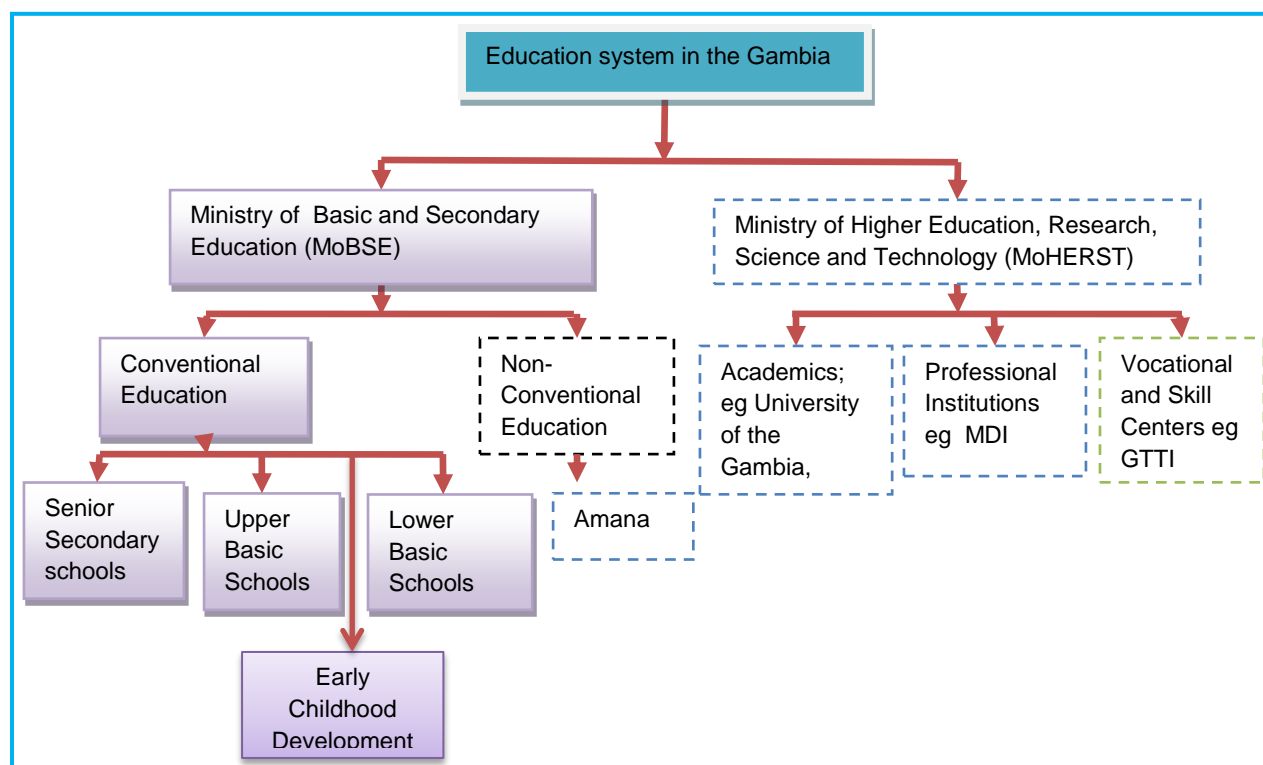 Education system in the Gambia
Ministry of Basic and Secondary
Education (MoBSE)
Ministry of Higher Education, Research,
Science and Technology (MoHERST)
Conventional
Education
Non-
Conventional
Education
Academics;
eg University
of the
Gambia,
Professional
Institutions
eg MDI
Vocational
and Skill
Centers eg
GTTI
Senior
Secondary
schools
Upper
Basic
Schools
Lower
Basic
Schools
Amana
Early
Childhood
Development